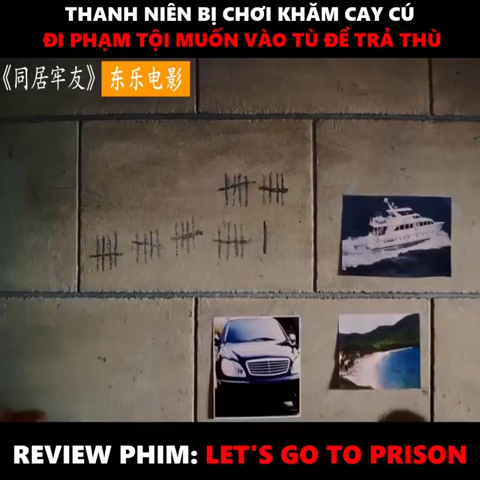 THANH NIÊN BỊ CHƠI KHĂM CAY CÚ
ĐI PHẠM TỘI MUỐN VÀO TÙ ĐỂ TRẢ THÙ
《同居牢友》 东乐电影
REVIEW PHIM: LET'S GO TO PRISON